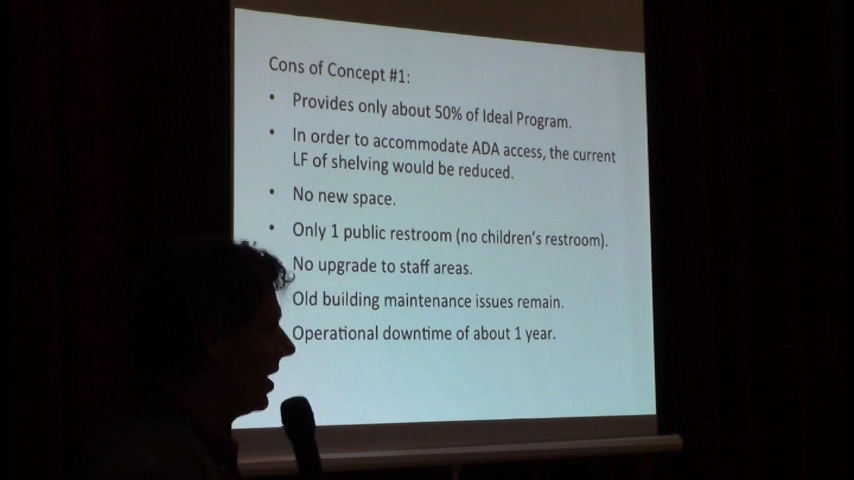 Cons of Concept #1:
• Provides only about 50% of Ideal Program.
• In order to accommodate ADA access, the current
LF of shelving would be reduced.
• No new space.
• Only 1 public restroom (no children's restroom).
No upgrade to staff areas.
Old building maintenance issues remain.
Operational downtime of about 1 year.